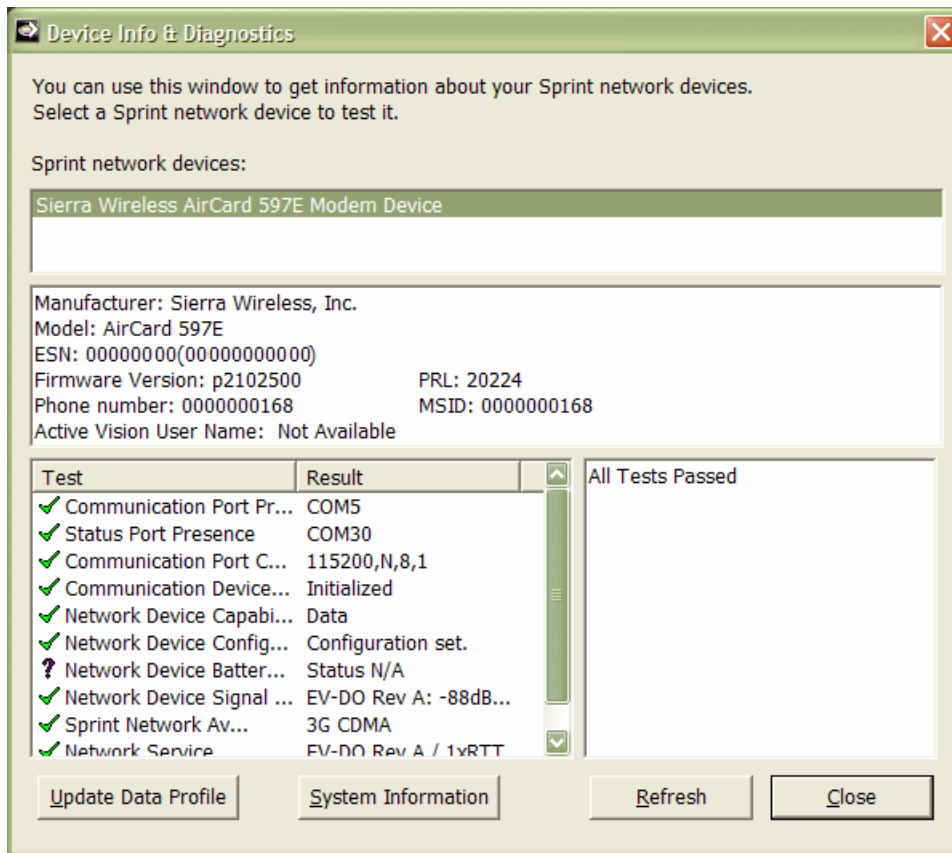 Device Info & Diagnostics
You can use this window to get information about your Sprint network devices.
Select a Sprint network device to test it.
Sprint network devices:
Sierra Wireless AirCard 597E Modem Device
Manufacturer: Sierra Wireless, Inc.
Model: AirCard 597E
ESN: 00000000(00000000000)
Firmware Version: p2102500 PRL: 20224
Phone number: 0000000168 MSID: 0000000168
Active Vision User Name: Not Available
Test Result
Communication Port Pr... COM5
Status Port Presence COM30
Communication Port C... 115200,N,8,1
Communication Device... Initialized
Network Device Capabi... Data
Network Device Config... Configuration set.
Network Device Batter... Status N/A
Network Device Signal ... EV-DO Rev A: -88dB...
Sprint Network Av... 3G CDMA
Network Service EV-DO Rev A / 1xRTT
All Tests Passed
Update Data Profile System Information Refresh Close